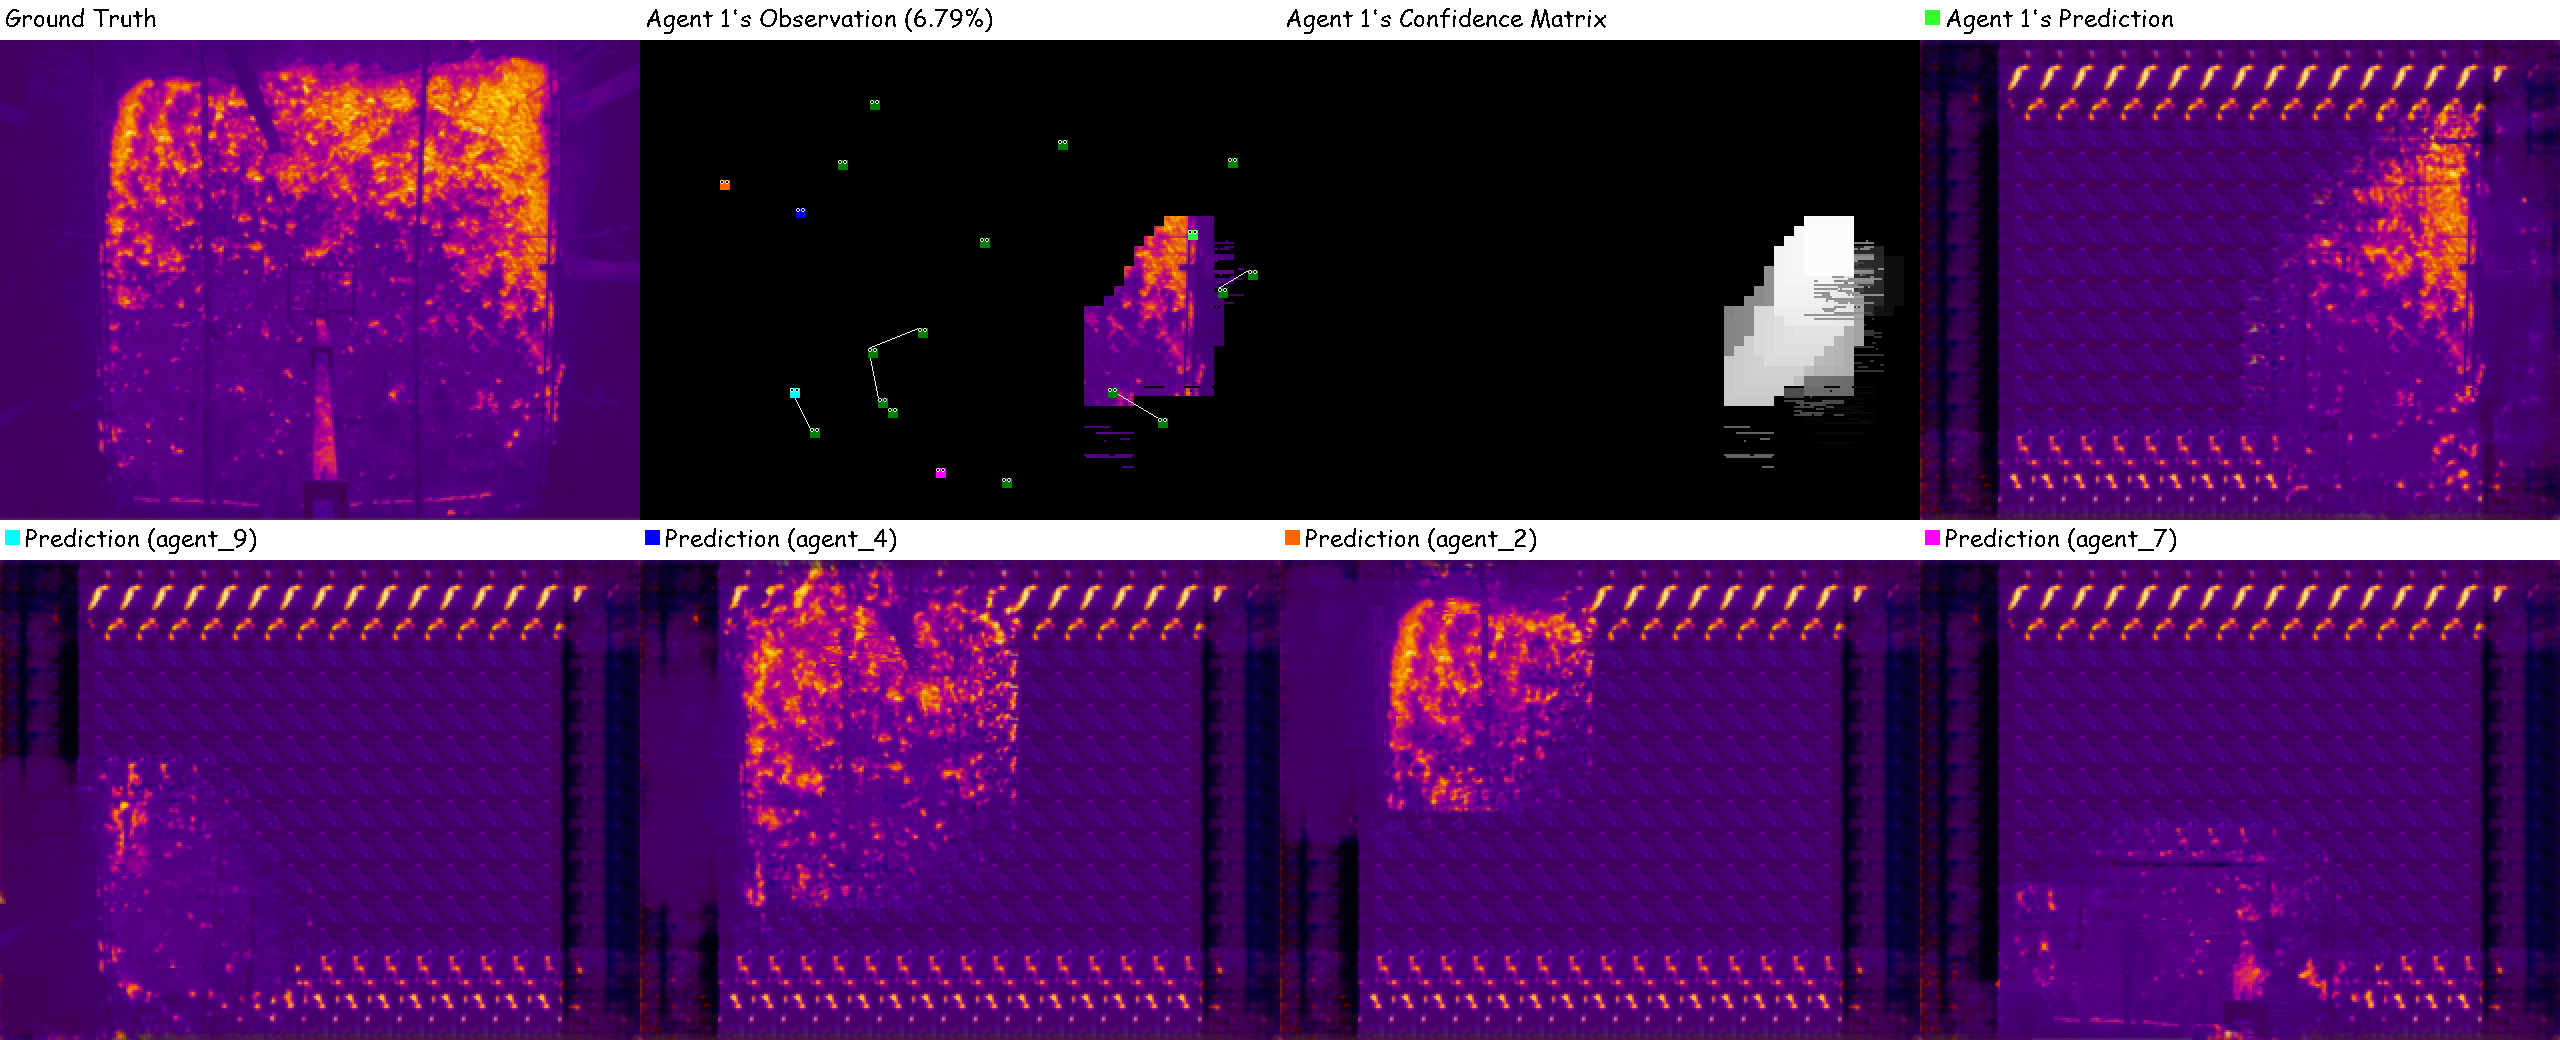 Ground Truth
Agent 1's Observation (6.79%)
Agent 1's Confidence Matrix
Agent 1's Prediction
Prediction (agent_9)
Prediction (agent_4)
Prediction (agent_2)
Prediction (agent_7)